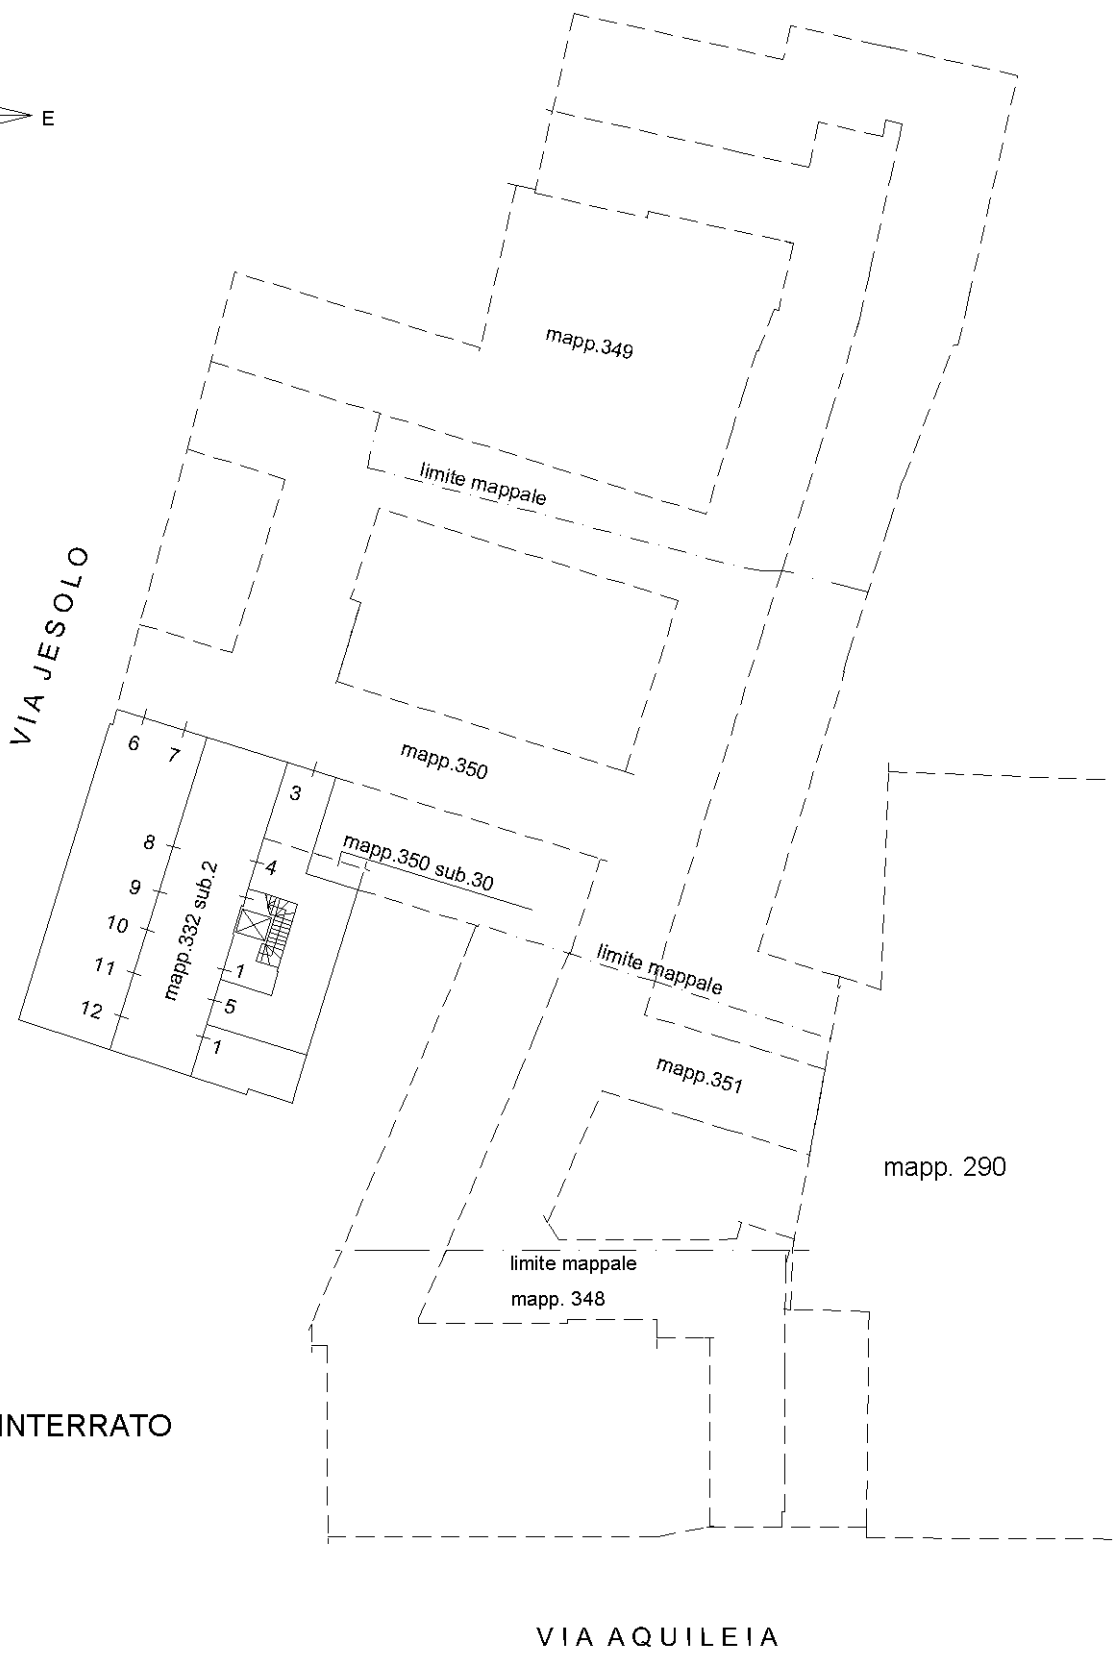 E
mapp.349
limite mappale
VIA JESOLO
mapp.350
6
7
3
mapp.350 sub.30
8
4
9
mapp.332 sub.2
10
11
1
12
5
1
limite mappale
mapp.351
mapp. 290
limite mappale
mapp. 348
INTERRATO
VIA AQUILEIA